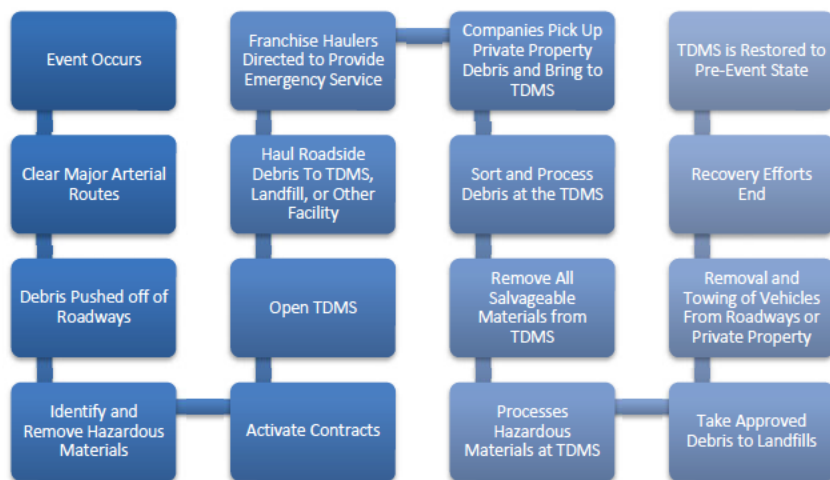 Event Occurs
Clear Major Arterial
Routes
Debris Pushed off of
Roadways
Identify and
Remove Hazardous
Materials
Activate Contracts
Open TDMS
Haul Roadside
Debris To TDMS,
Landfill, or Other
Facility
Franchise Haulers
Directed to Provide
Emergency Service
Companies Pick Up
Private Property
Debris and Bring to
TDMS
Sort and Process
Debris at the TDMS
Remove All
Salvageable
Materials from
TDMS
Processes
Hazardous
Materials at TDMS
Take Approved
Debris to Landfills
Removal and
Towing of Vehicles
From Roadways or
Private Property
Recovery Efforts
End
TDMS is Restored to
Pre-Event State